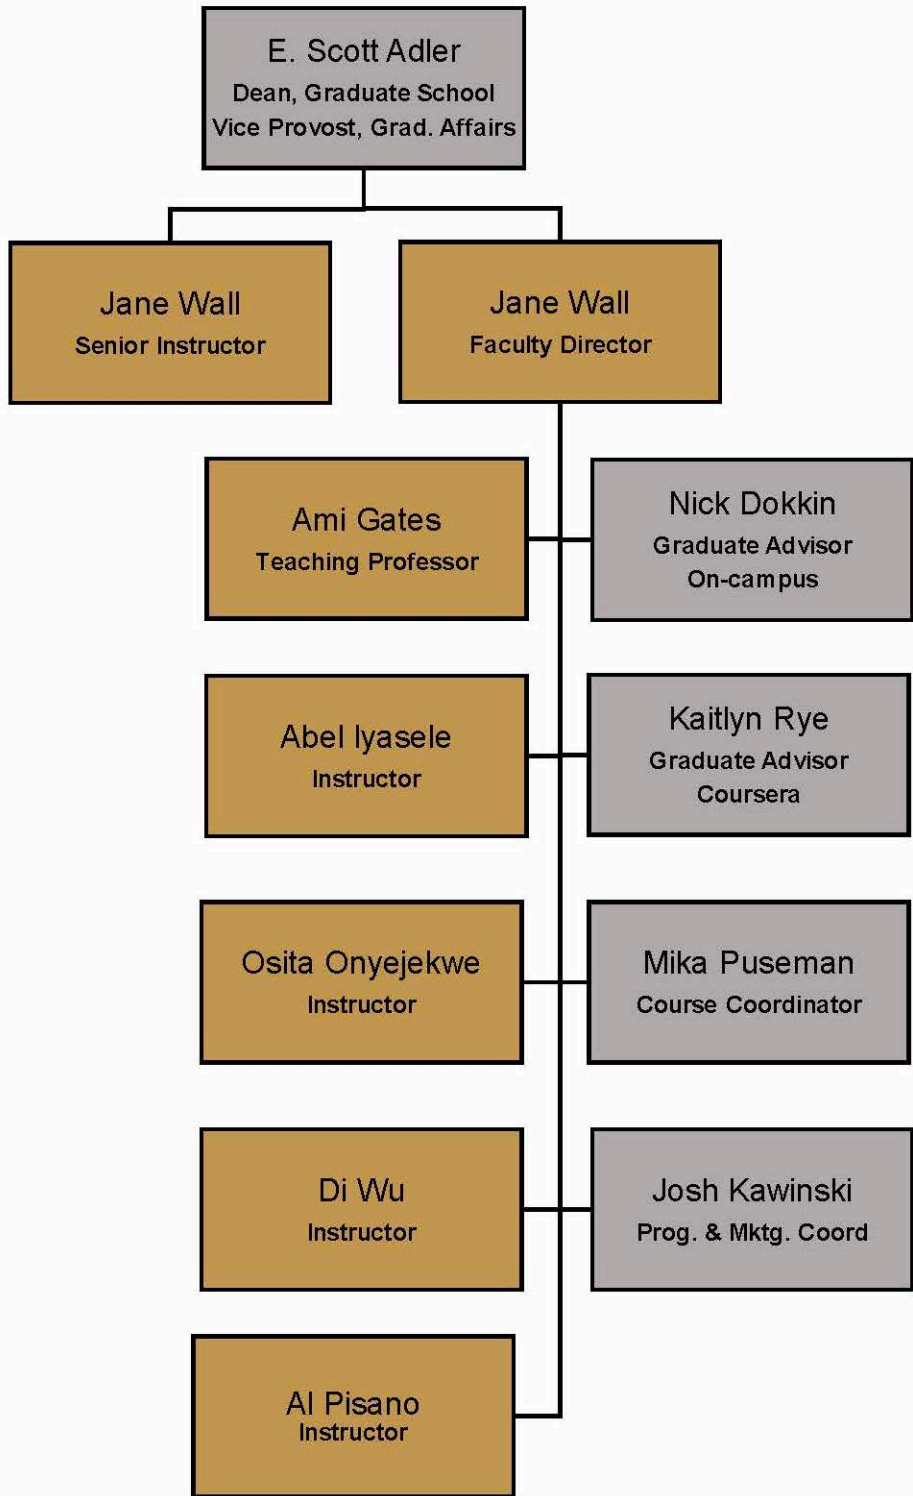 E. Scott Adler
Dean, Graduate School
Vice Provost, Grad. Affairs
Jane Wall
Senior Instructor
Jane Wall
Faculty Director
Ami Gates
Teaching Professor
Nick Dokkin
Graduate Advisor
On-campus
Abel Iyasele
Instructor
Kaitlyn Rye
Graduate Advisor
Coursera
Osita Onyejekwe
Instructor
Mika Puseman
Course Coordinator
Di Wu
Instructor
Josh Kawinski
Prog. & Mktg. Coord
Al Pisano
Instructor